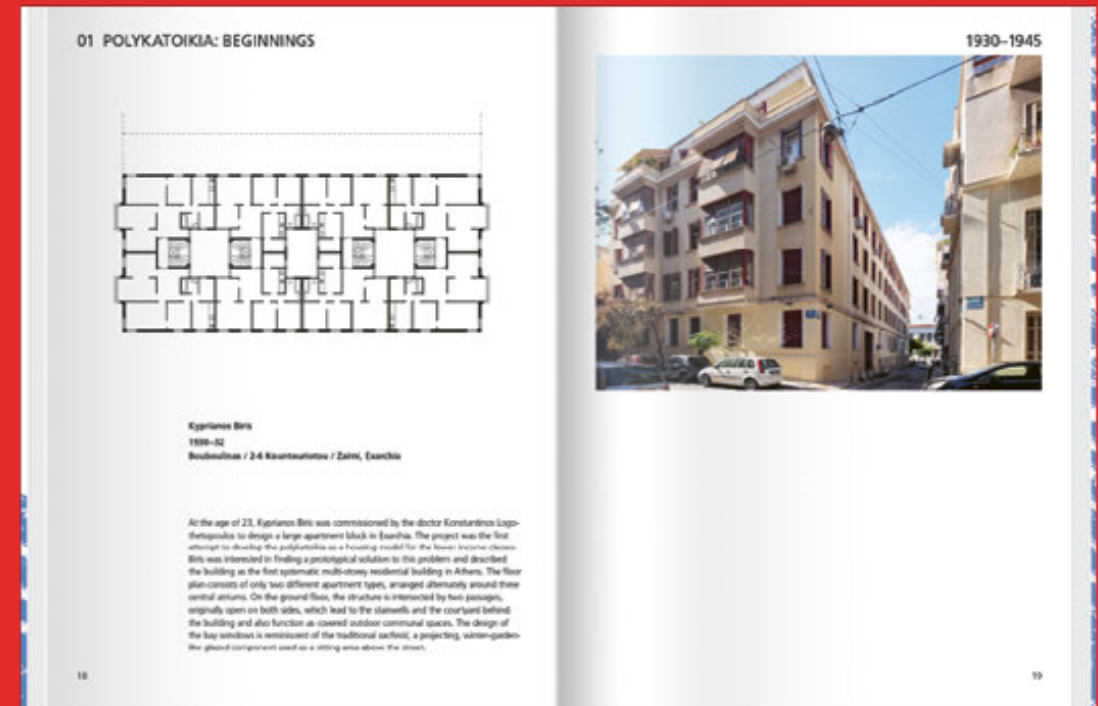 01 POLYKATOIKIA: BEGINNINGS
1930–1945
Kyprianos Biris
1930–32
Bouboulinas / 2-6 Kountouriotou / Zaimi, Exarchia
At the age of 23, Kyprianos Biris was commissioned by the doctor Konstantinos Logo-
thetopoulos to design a large apartment block in Exarchia. The project was the first
attempt to develop the polykatoikia as a housing model for the lower income classes.
Biris was interested in finding a prototypical solution to this problem and described
the building as the first systematic multi-storey residential building in Athens. The floor
plan consists of only two different apartment types, arranged alternately around three
central atriums. On the ground floor, the structure is intersected by two passages,
originally open on both sides, which lead to the stairwells and the courtyard behind
the building and also function as covered outdoor communal spaces. The design of
the bay windows is reminiscent of the traditional sachnisi, a projecting, winter-garden-
like glazed component used as a sitting area above the street.
18
19